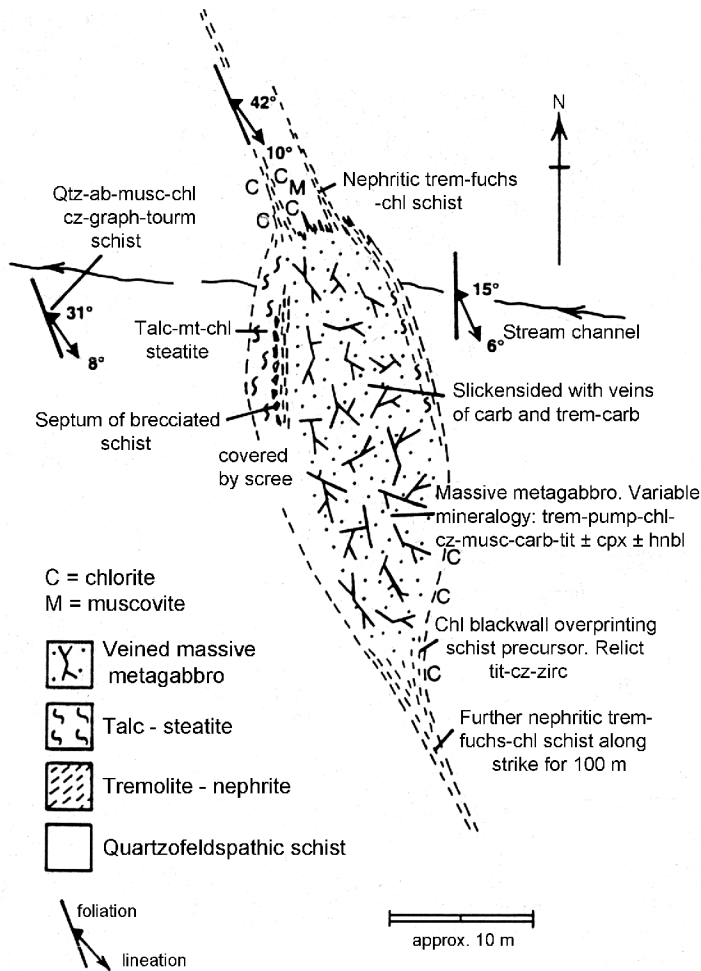 42°
N
10°
C
C
M
Nephritic trem-fuchs
-chl schist
C
C
Qtz-ab-musc-chl
cz-graph-tourm
schist
31°
8°
15°
6°
Stream channel
Talc-mt-chl
steatite
Slickensided with veins
of carb and trem-carb
Septum of brecciated
schist
covered
by scree
Massive metagabbro. Variable
mineralogy: trem-pump-chl-
cz-musc-carb-tit ± cpx ± hnbl
C
C
C = chlorite
M = muscovite
Chl blackwall overprinting
schist precursor. Relict
tit-cz-zirc
C
Veined massive
metagabbro
Talc - steatite
Further nephritic trem-
fuchs-chl schist along
strike for 100 m
Tremolite - nephrite
Quartzofeldspathic schist
foliation
lineation
approx. 10 m